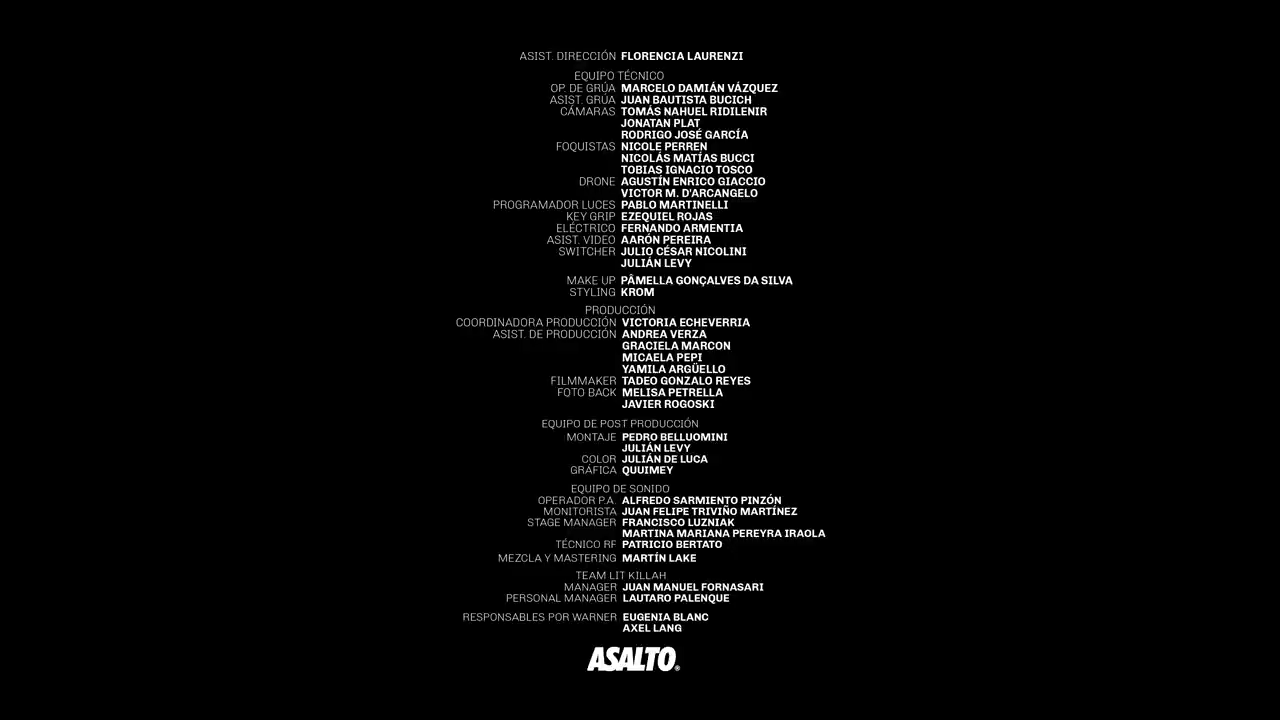 ASIST. DIRECCIÓN FLORENCIA LAURENZI
EQUIPO TÉCNICO
OP. DE GRÚA MARCELO DAMIÁN VÁZQUEZ
ASIST. GRÚA JUAN BAUTISTA BUCICH
CÁMARAS TOMÁS NAHUEL RIDILENIR
JONATAN PLAT
RODRIGO JOSÉ GARCÍA
FOQUISTAS NICOLE PERREN
NICOLÁS MATÍAS BUCCI
TOBIAS IGNACIO TOSCO
DRONE AGUSTÍN ENRICO GIACCIO
VICTOR M. D'ARCANGELO
PROGRAMADOR LUCES PABLO MARTINELLI
KEY GRIP EZEQUIEL ROJAS
ELÉCTRICO FERNANDO ARMENTIA
ASIST. VIDEO AARÓN PEREIRA
SWITCHER JULIO CÉSAR NICOLINI
JULIÁN LEVY
MAKE UP PÂMELLA GONÇALVES DA SILVA
STYLING KROM
PRODUCCIÓN
COORDINADORA PRODUCCIÓN VICTORIA ECHEVERRIA
ASIST. DE PRODUCCIÓN ANDREA VERZA
GRACIELA MARCON
MICAELA PEPI
YAMILA ARGÜELLO
FILMMAKER TADEO GONZALO REYES
FOTO BACK MELISA PETRELLA
JAVIER ROGOSKI
EQUIPO DE POST PRODUCCIÓN
MONTAJE PEDRO BELLUOMINI
JULIÁN LEVY
COLOR JULIÁN DE LUCA
GRÁFICA QUUIMEY
EQUIPO DE SONIDO
OPERADOR P.A. ALFREDO SARMIENTO PINZÓN
MONITORISTA JUAN FELIPE TRIVIÑO MARTÍNEZ
STAGE MANAGER FRANCISCO LUZNIAK
MARTINA MARIANA PEREYRA IRAOLA
TÉCNICO RF PATRICIO BERTATO
MEZCLA Y MASTERING MARTÍN LAKE
TEAM LIT KILLAH
MANAGER JUAN MANUEL FORNASARI
PERSONAL MANAGER LAUTARO PALENQUE
RESPONSABLES POR WARNER EUGENIA BLANC
AXEL LANG
ASALTO®